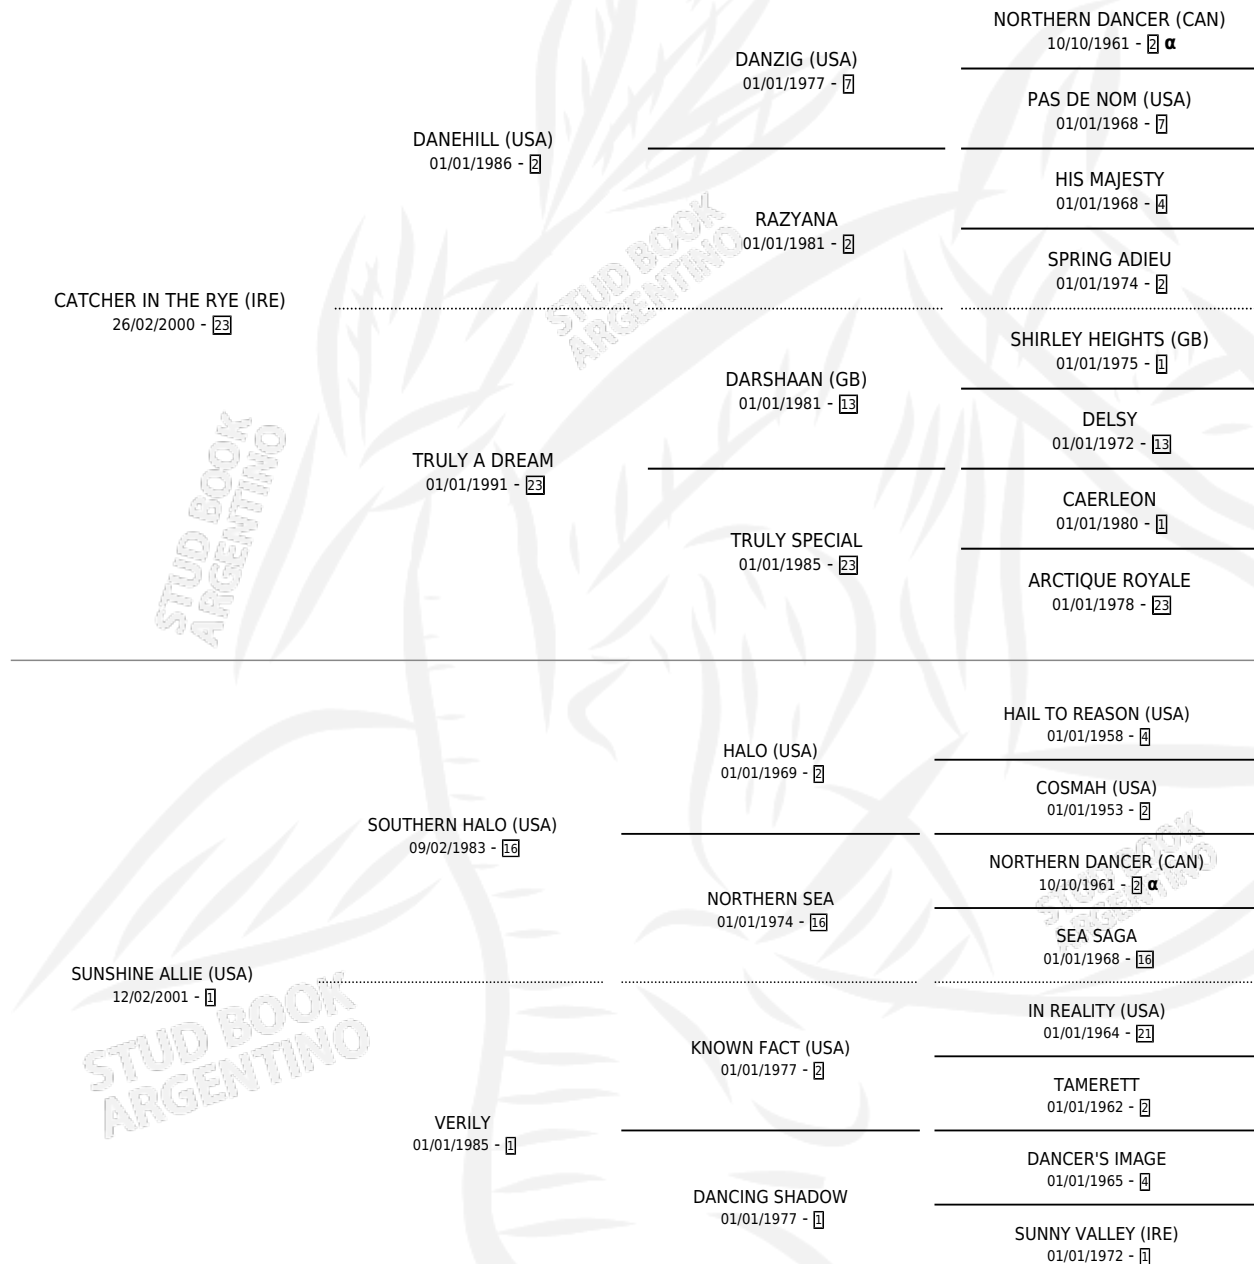 NORTHERN DANCER (CAN)
10/10/1961 - 2 α
DANZIG (USA)
01/01/1977 - 7
PAS DE NOM (USA)
01/01/1968 - 7
DANEHILL (USA)
01/01/1986 - 2
HIS MAJESTY
01/01/1968 - 4
RAZYANA
01/01/1981 - 2
SPRING ADIEU
01/01/1974 - 2
CATCHER IN THE RYE (IRE)
26/02/2000 - 23
SHIRLEY HEIGHTS (GB)
01/01/1975 - 1
DARSHAAN (GB)
01/01/1981 - 13
DELSY
01/01/1972 - 13
TRULY A DREAM
01/01/1991 - 23
CAERLEON
01/01/1980 - 1
TRULY SPECIAL
01/01/1985 - 23
ARCTIQUE ROYALE
01/01/1978 - 23
HAIL TO REASON (USA)
01/01/1958 - 4
HALO (USA)
01/01/1969 - 2
COSMAH (USA)
01/01/1953 - 2
SOUTHERN HALO (USA)
09/02/1983 - 16
NORTHERN DANCER (CAN)
10/10/1961 - 2 α
NORTHERN SEA
01/01/1974 - 16
SEA SAGA
01/01/1968 - 16
SUNSHINE ALLIE (USA)
12/02/2001 - 1
IN REALITY (USA)
01/01/1964 - 21
KNOWN FACT (USA)
01/01/1977 - 2
TAMERETT
01/01/1962 - 2
VERILY
01/01/1985 - 1
DANCER'S IMAGE
01/01/1965 - 4
DANCING SHADOW
01/01/1977 - 1
SUNNY VALLEY (IRE)
01/01/1972 - 1
STUD BOOK
ARGENTINO
STUD BOOK
ARGENTINO
STUD BOOK
ARGENTINO
STUD BOOK
ARGENTINO